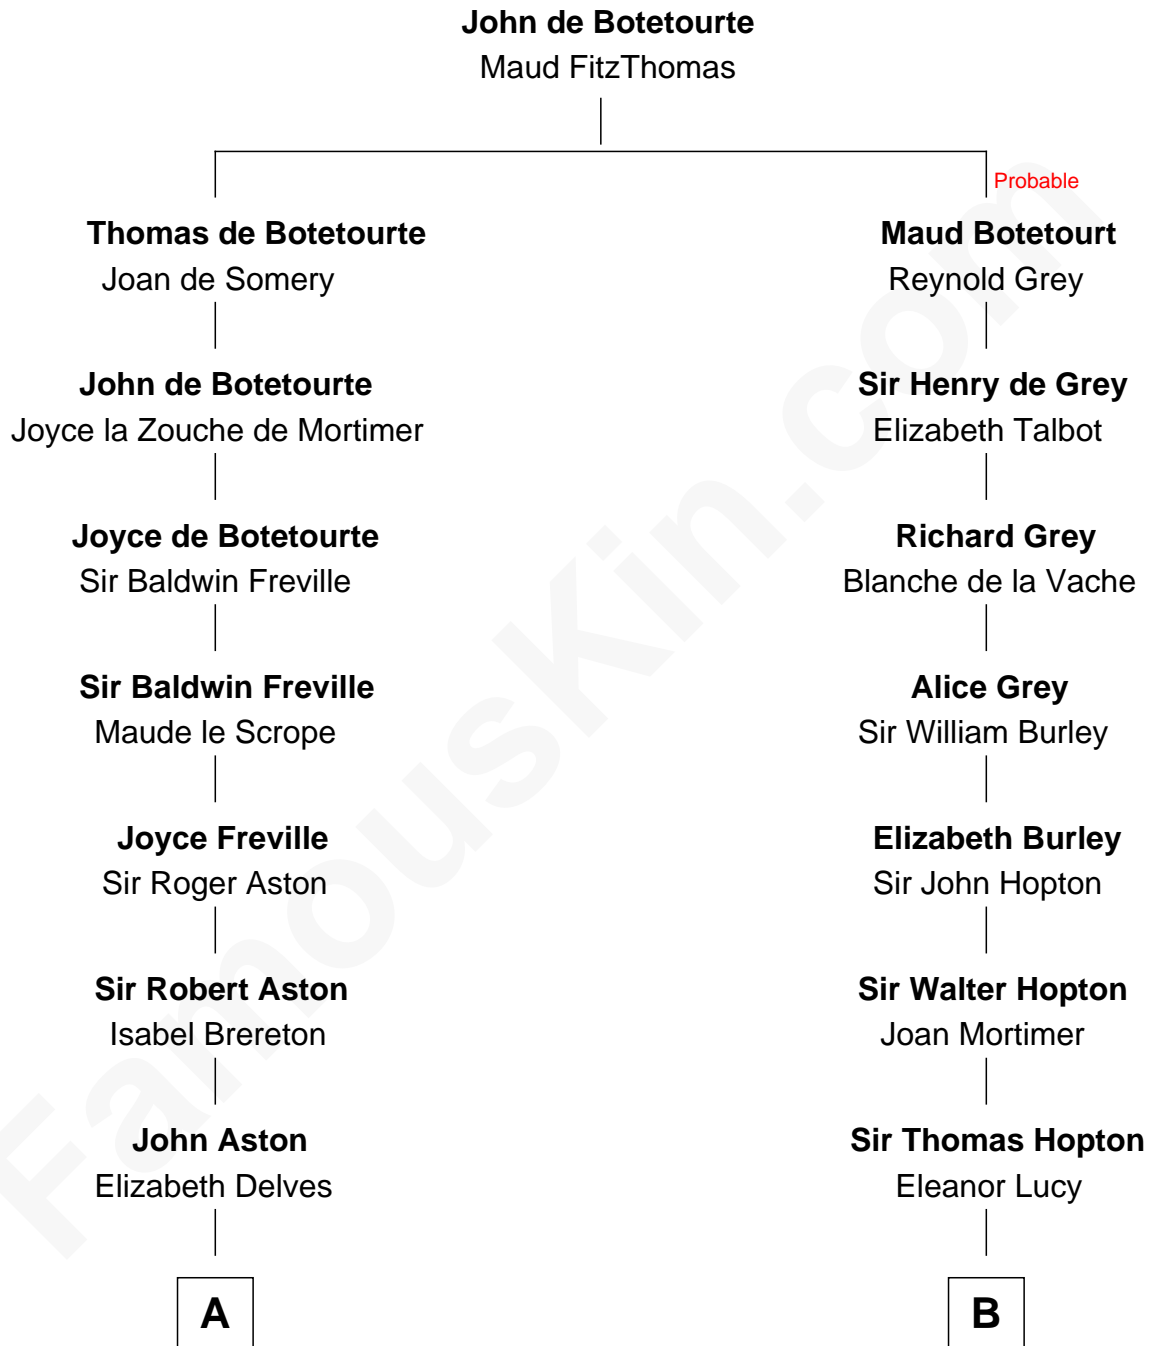 John de Botetourte
Maud FitzThomas
Probable
Thomas de Botetourte
Joan de Somery
Maud Botetourt
Reynold Grey
John de Botetourte
Joyce la Zouche de Mortimer
Sir Henry de Grey
Elizabeth Talbot
Joyce de Botetourte
Sir Baldwin Freville
Richard Grey
Blanche de la Vache
Sir Baldwin Freville
Maude le Scrope
Alice Grey
Sir William Burley
Joyce Freville
Sir Roger Aston
Elizabeth Burley
Sir John Hopton
Sir Robert Aston
Isabel Brereton
Sir Walter Hopton
Joan Mortimer
John Aston
Elizabeth Delves
Sir Thomas Hopton
Eleanor Lucy
A
B
FamousKin.com